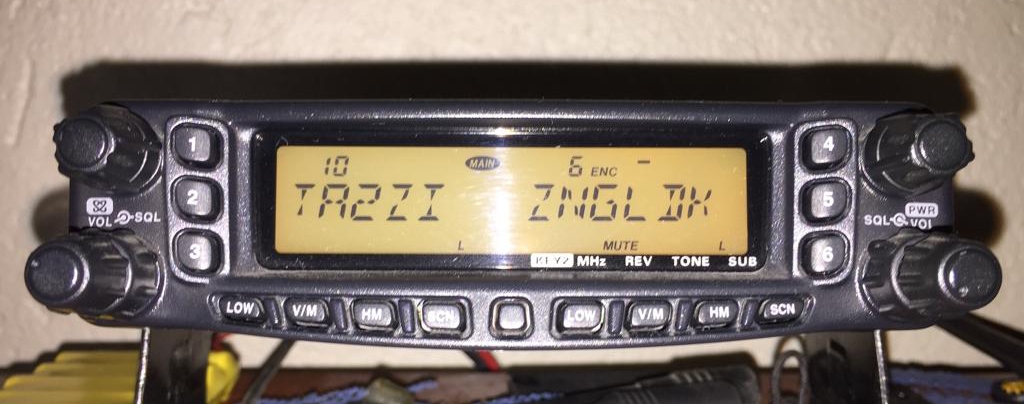 10 MAIN 6 ENC -
TA2ZI ZNGLDK
L MUTE L
KEY2 MHz REV TONE SUB
1
2
3
4
5
6
VOL SQL
SQL PWR
VOL
LOW V/M HM SCN LOW V/M HM SCN